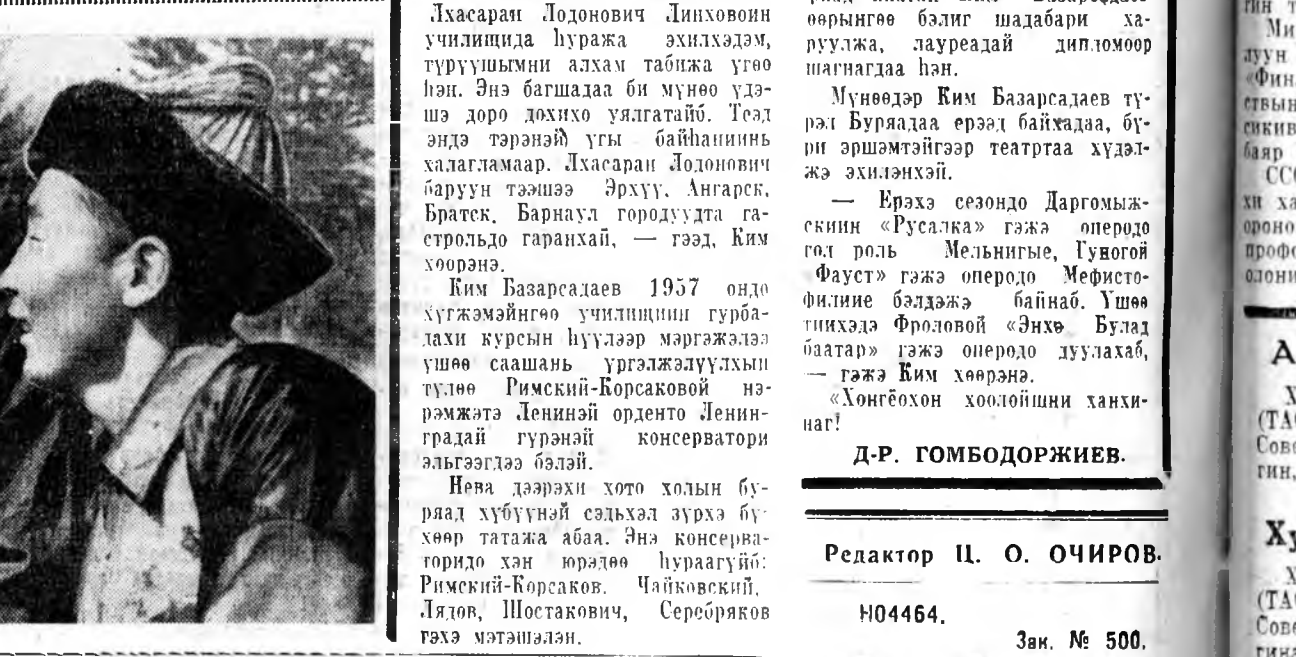 Лхасаран Лодонович Линховоин
училищида һуража эхилхэдэм,
түрүүшымни алхам табижа үгөө
һэн. Энэ багшадаа би мүнөө үдэ-
шэ доро дохихо уялгатайб. Теэд
эндэ тэрэнэй үгы байһаниинь
халагламаар. Лхасаран Лодонович
баруун тээшээ Эрхүү, Ангарск,
Братск, Барнаул городуудта га-
строльдо гаранхай, — гээд, Ким
хөөрэнэ.
Ким Базарсадаев 1957 ондо
хүгжэмэйнгөө училищиин гурба-
дахи курсын һүүлээр мэргэжэлээ
үшөө саашань үргэлжэлүүлхын
түлөө Римский-Корсаковой нэ-
рэмжэтэ Ленинэй орденто Ленин-
градай гүрэнэй консерватори
эльгээгдээ бэлэй.
Нева дээрэхи хото холын бу-
ряад хүбүүнэй сэдьхэл зүрхэ бү-
хөөр татажа абаа. Энэ консерва-
торидо хэн юрэдөө һураагүйб:
Римский-Корсаков, Чайковский,
Лядов, Шостакович, Серебряков
гэхэ мэтэшэлэн.
өөрынгөө бэлиг шадабари ха-
руулжа, лауреадай дипломоор
шагнагдаа һэн.
Мүнөөдэр Ким Базарсадаев тү-
рэл Буряадаа ерээд байхадаа, бү-
ри эршэмтэйгээр театртаа хүдэл-
жэ эхилэнхэй.
— Ерэхэ сезондо Даргомыж-
скиин «Русалка» гэжэ оперодо
гол роль Мельнигые, Гуногой
Фауст» гэжэ оперодо Мефисто-
филиие бэлдэжэ байнаб. Үшөө
тиихэдэ Фроловой «Энхэ Булад
баатар» гэжэ оперодо дуулахаб,
— гэжэ Ким хөөрэнэ.
«Хонгёохон хоолойшни ханхи-
наг!
Д-Р. ГОМБОДОРЖИЕВ.
Редактор Ц. О. ОЧИРОВ.
Н04464.
Зак. № 500.